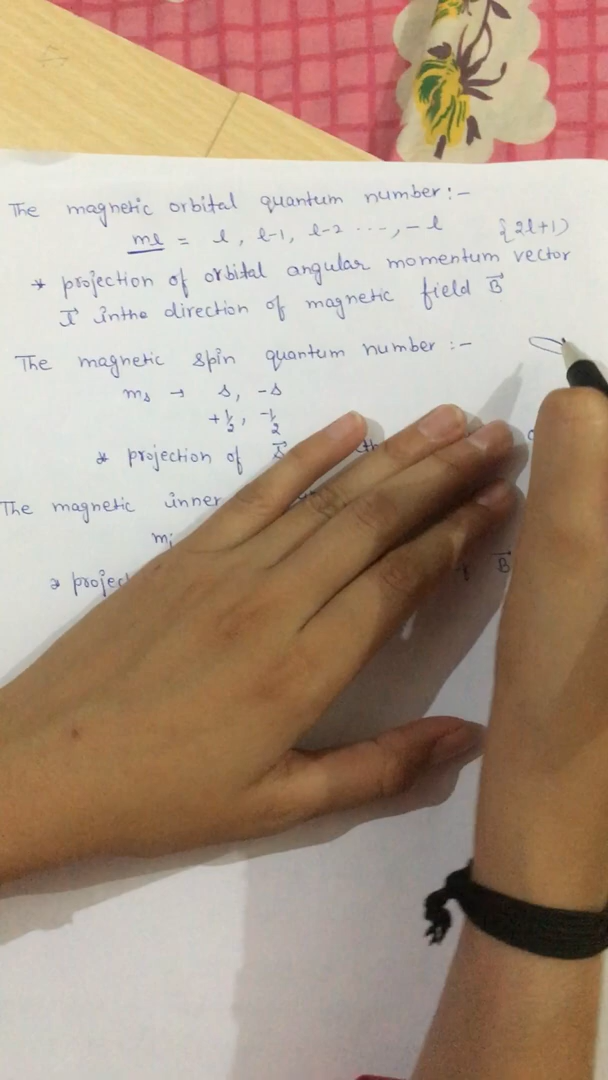 The magnetic orbital quantum number:-
ml = l, l-1, l-2 ..., -l {2l+1)
* projection of orbital angular momentum vector
in the direction of magnetic field B⃗
The magnetic spin quantum number:-
ms → s, -s
+1/2, -1/2
* projection of
The magnetic inner
B⃗